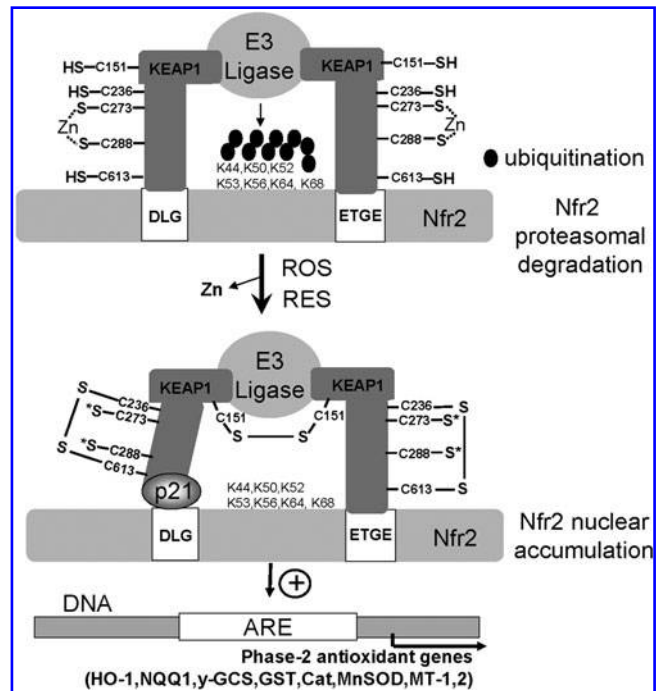 E3
Ligase
KEAP1
KEAP1
HS–C151
C151–SH
HS–C236
C236–SH
S–C273
C273–S
Zn
Zn
S–C288
C288–S
HS–C613
C613–SH
K44,K50,K52
K53,K56,K64, K68
ubiquitination
DLG
ETGE
Nfr2
Nfr2
proteasomal
degradation
Zn
ROS
RES
E3
Ligase
KEAP1
KEAP1
C151
C151
S
S
S
C236
*S–C273
*S–C288
S
C613
C236
S
C273–S*
C288–S*
C613
S
p21
K44,K50,K52
K53,K56,K64, K68
DLG
ETGE
Nfr2
Nfr2 nuclear
accumulation
+
DNA
ARE
Phase-2 antioxidant genes
(HO-1,NQQ1,y-GCS,GST,Cat,MnSOD,MT-1,2)